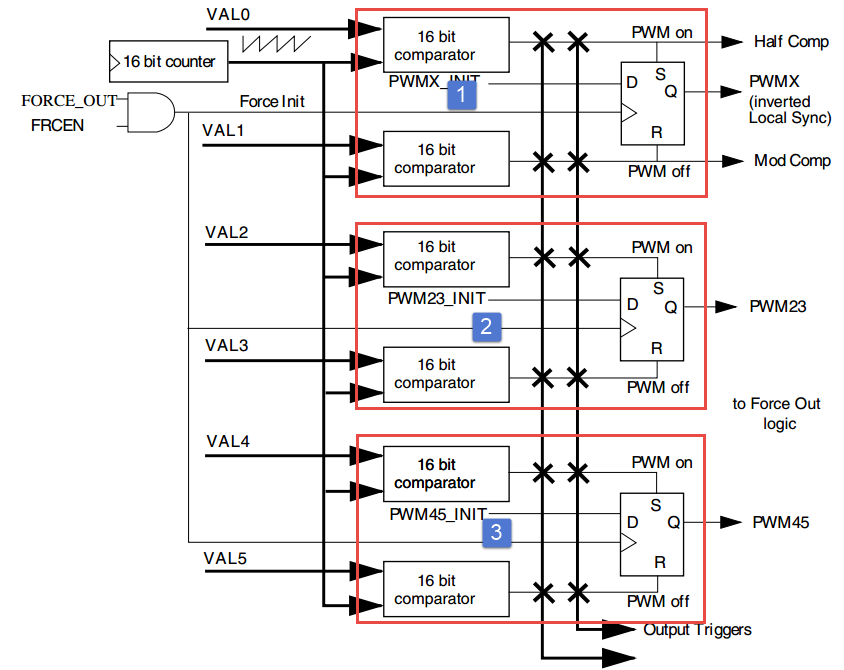 VAL0
16 bit
comparator
PWM on
Half Comp
16 bit counter
PWMX_INIT
1
D
S
Q
R
PWMX
(inverted
Local Sync)
FORCE_OUT
FRCEN
Force Init
VAL1
16 bit
comparator
PWM off
Mod Comp
VAL2
16 bit
comparator
PWM on
PWM23_INIT
2
D
S
Q
R
PWM23
VAL3
16 bit
comparator
PWM off
to Force Out
logic
VAL4
16 bit
comparator
PWM on
PWM45_INIT
3
D
S
Q
R
PWM45
VAL5
16 bit
comparator
PWM off
Output Triggers